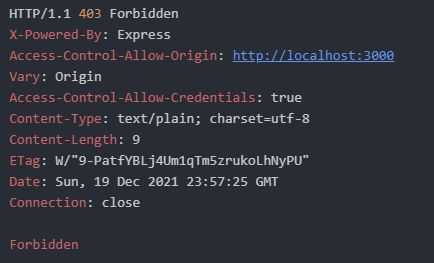 HTTP/1.1 403 Forbidden
X-Powered-By: Express
Access-Control-Allow-Origin: http://localhost:3000
Vary: Origin
Access-Control-Allow-Credentials: true
Content-Type: text/plain; charset=utf-8
Content-Length: 9
ETag: W/"9-PatfYBLj4Um1qTm5zrukoLhNyPU"
Date: Sun, 19 Dec 2021 23:57:25 GMT
Connection: close
Forbidden